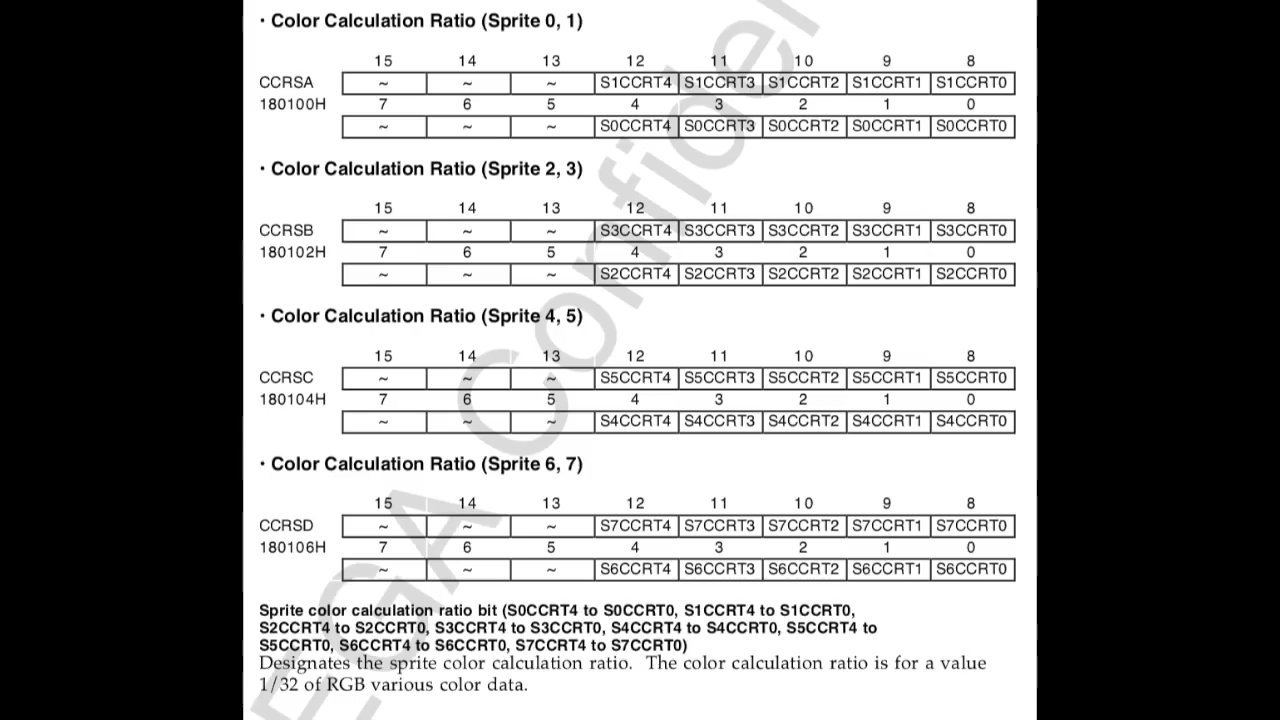 · Color Calculation Ratio (Sprite 0, 1)
15 14 13 12 11 10 9 8
CCRSA ~ ~ ~ S1CCRT4 S1CCRT3 S1CCRT2 S1CCRT1 S1CCRT0
180100H 7 6 5 4 3 2 1 0
~ ~ ~ S0CCRT4 S0CCRT3 S0CCRT2 S0CCRT1 S0CCRT0
· Color Calculation Ratio (Sprite 2, 3)
15 14 13 12 11 10 9 8
CCRSB ~ ~ ~ S3CCRT4 S3CCRT3 S3CCRT2 S3CCRT1 S3CCRT0
180102H 7 6 5 4 3 2 1 0
~ ~ ~ S2CCRT4 S2CCRT3 S2CCRT2 S2CCRT1 S2CCRT0
· Color Calculation Ratio (Sprite 4, 5)
15 14 13 12 11 10 9 8
CCRSC ~ ~ ~ S5CCRT4 S5CCRT3 S5CCRT2 S5CCRT1 S5CCRT0
180104H 7 6 5 4 3 2 1 0
~ ~ ~ S4CCRT4 S4CCRT3 S4CCRT2 S4CCRT1 S4CCRT0
· Color Calculation Ratio (Sprite 6, 7)
15 14 13 12 11 10 9 8
CCRSD ~ ~ ~ S7CCRT4 S7CCRT3 S7CCRT2 S7CCRT1 S7CCRT0
180106H 7 6 5 4 3 2 1 0
~ ~ ~ S6CCRT4 S6CCRT3 S6CCRT2 S6CCRT1 S6CCRT0
Sprite color calculation ratio bit (S0CCRT4 to S0CCRT0, S1CCRT4 to S1CCRT0,
S2CCRT4 to S2CCRT0, S3CCRT4 to S3CCRT0, S4CCRT4 to S4CCRT0, S5CCRT4 to
S5CCRT0, S6CCRT4 to S6CCRT0, S7CCRT4 to S7CCRT0)
Designates the sprite color calculation ratio. The color calculation ratio is for a value
1/32 of RGB various color data.
EGA Confider